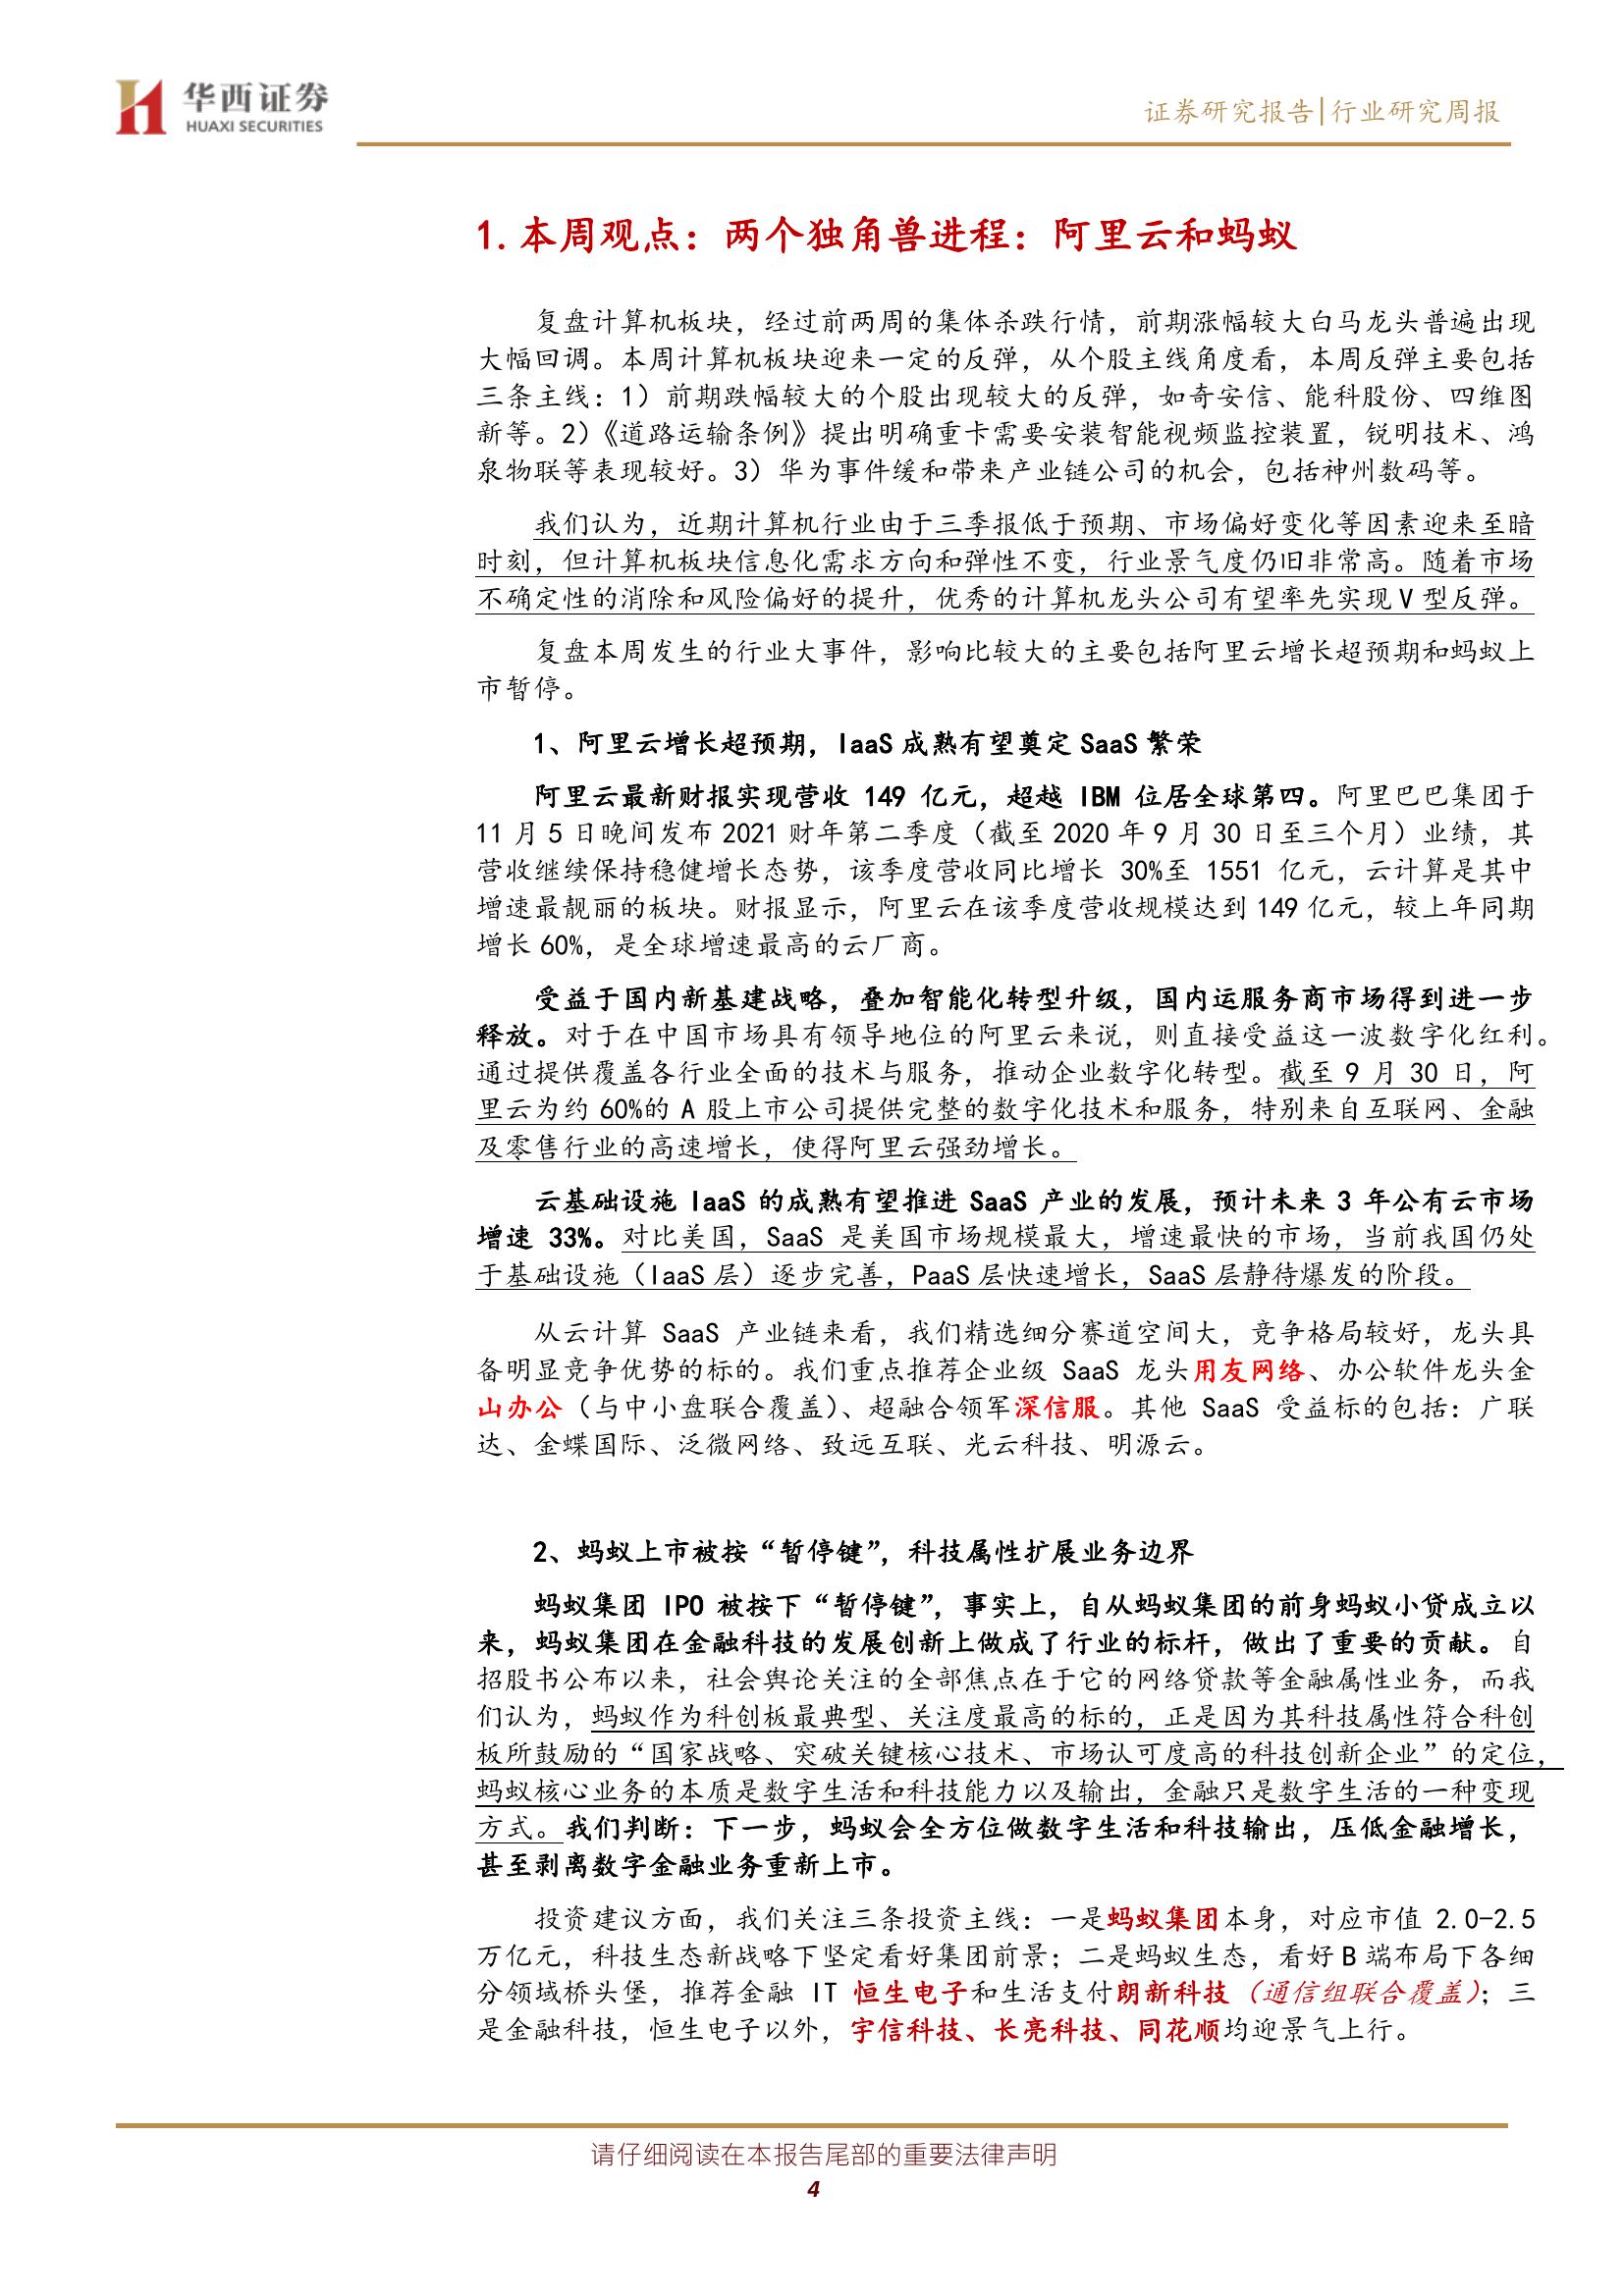 华西证券
HUAXI SECURITIES
证券研究报告|行业研究周报
1.本周观点：两个独角兽进程：阿里云和蚂蚁
复盘计算机板块，经过前两周的集体杀跌行情，前期涨幅较大白马龙头普遍出现
大幅回调。本周计算机板块迎来一定的反弹，从个股主线角度看，本周反弹主要包括
三条主线：1）前期跌幅较大的个股出现较大的反弹，如奇安信、能科股份、四维图
新等。2）《道路运输条例》提出明确重卡需要安装智能视频监控装置，锐明技术、鸿
泉物联等表现较好。3）华为事件缓和带来产业链公司的机会，包括神州数码等。
我们认为，近期计算机行业由于三季报低于预期、市场偏好变化等因素迎来至暗
时刻，但计算机板块信息化需求方向和弹性不变，行业景气度仍旧非常高。随着市场
不确定性的消除和风险偏好的提升，优秀的计算机龙头公司有望率先实现 V 型反弹。
复盘本周发生的行业大事件，影响比较大的主要包括阿里云增长超预期和蚂蚁上
市暂停。
1、阿里云增长超预期，IaaS 成熟有望奠定 SaaS 繁荣
阿里云最新财报实现营收 149 亿元，超越 IBM 位居全球第四。阿里巴巴集团于
11 月 5 日晚间发布 2021 财年第二季度（截至 2020 年 9 月 30 日至三个月）业绩，其
营收继续保持稳健增长态势，该季度营收同比增长 30%至 1551 亿元，云计算是其中
增速最靓丽的板块。财报显示，阿里云在该季度营收规模达到 149 亿元，较上年同期
增长 60%，是全球增速最高的云厂商。
受益于国内新基建战略，叠加智能化转型升级，国内运服务商市场得到进一步
释放。对于在中国市场具有领导地位的阿里云来说，则直接受益这一波数字化红利。
通过提供覆盖各行业全面的技术与服务，推动企业数字化转型。截至 9 月 30 日，阿
里云为约 60%的 A 股上市公司提供完整的数字化技术和服务，特别来自互联网、金融
及零售行业的高速增长，使得阿里云强劲增长。
云基础设施 IaaS 的成熟有望推进 SaaS 产业的发展，预计未来 3 年公有云市场
增速 33%。对比美国，SaaS 是美国市场规模最大，增速最快的市场，当前我国仍处
于基础设施（IaaS 层）逐步完善，PaaS 层快速增长，SaaS 层静待爆发的阶段。
从云计算 SaaS 产业链来看，我们精选细分赛道空间大，竞争格局较好，龙头具
备明显竞争优势的标的。我们重点推荐企业级 SaaS 龙头用友网络、办公软件龙头金
山办公（与中小盘联合覆盖）、超融合领军深信服。其他 SaaS 受益标的包括：广联
达、金蝶国际、泛微网络、致远互联、光云科技、明源云。
2、蚂蚁上市被按“暂停键”，科技属性扩展业务边界
蚂蚁集团 IPO 被按下“暂停键”，事实上，自从蚂蚁集团的前身蚂蚁小贷成立以
来，蚂蚁集团在金融科技的发展创新上做成了行业的标杆，做出了重要的贡献。自
招股书公布以来，社会舆论关注的全部焦点在于它的网络贷款等金融属性业务，而我
们认为，蚂蚁作为科创板最典型、关注度最高的标的，正是因为其科技属性符合科创
板所鼓励的“国家战略、突破关键核心技术、市场认可度高的科技创新企业”的定位，
蚂蚁核心业务的本质是数字生活和科技能力以及输出，金融只是数字生活的一种变现
方式。我们判断：下一步，蚂蚁会全方位做数字生活和科技输出，压低金融增长，
甚至剥离数字金融业务重新上市。
投资建议方面，我们关注三条投资主线：一是蚂蚁集团本身，对应市值 2.0-2.5
万亿元，科技生态新战略下坚定看好集团前景；二是蚂蚁生态，看好 B 端布局下各细
分领域桥头堡，推荐金融 IT 恒生电子和生活支付朗新科技（通信组联合覆盖）；三
是金融科技，恒生电子以外，宇信科技、长亮科技、同花顺均迎景气上行。
请仔细阅读在本报告尾部的重要法律声明
4